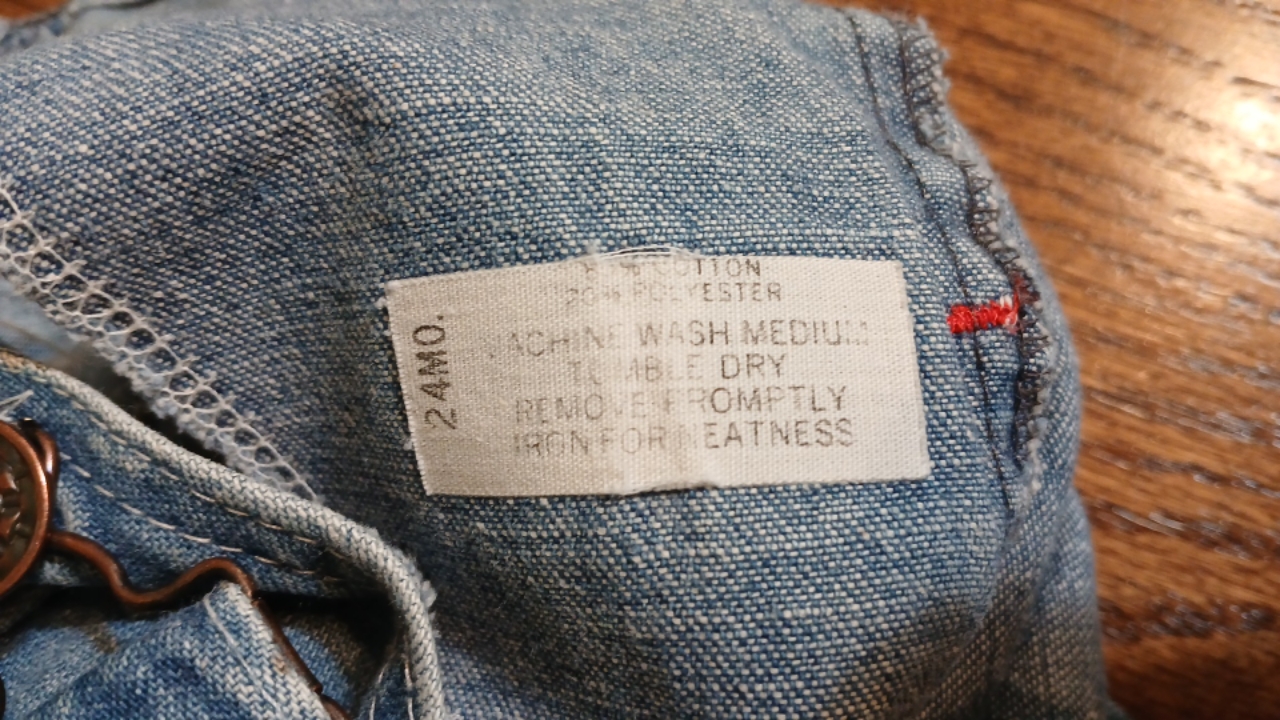 COTTON
20% POLYESTER
MACHINE WASH MEDIUM
TUMBLE DRY
REMOVE PROMPTLY
IRON FOR NEATNESS
24MO.